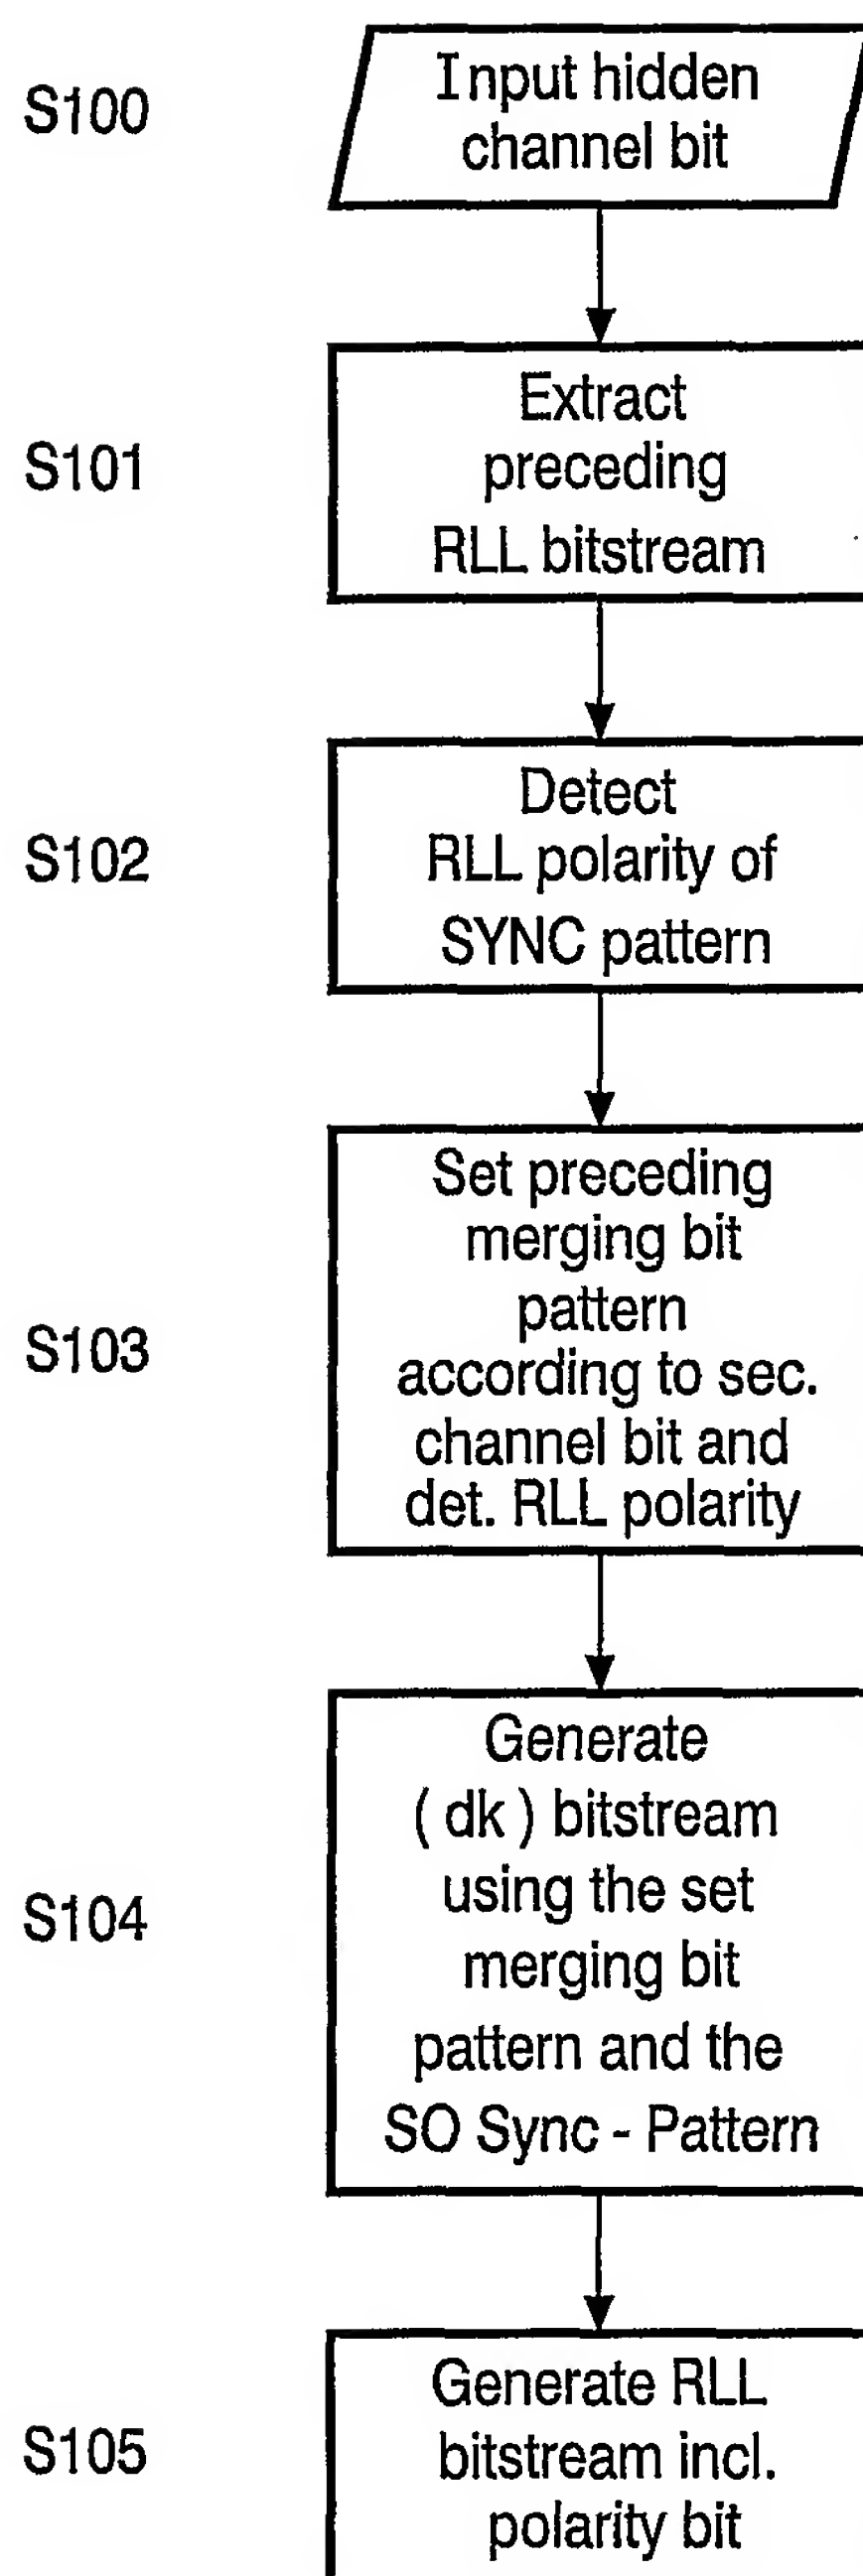 S100
Input hidden
channel bit
S101
Extract
preceding
RLL bitstream
S102
Detect
RLL polarity of
SYNC pattern
S103
Set preceding
merging bit
pattern
according to sec.
channel bit and
det. RLL polarity
S104
Generate
( dk ) bitstream
using the set
merging bit
pattern and the
SO Sync - Pattern
S105
Generate RLL
bitstream incl.
polarity bit